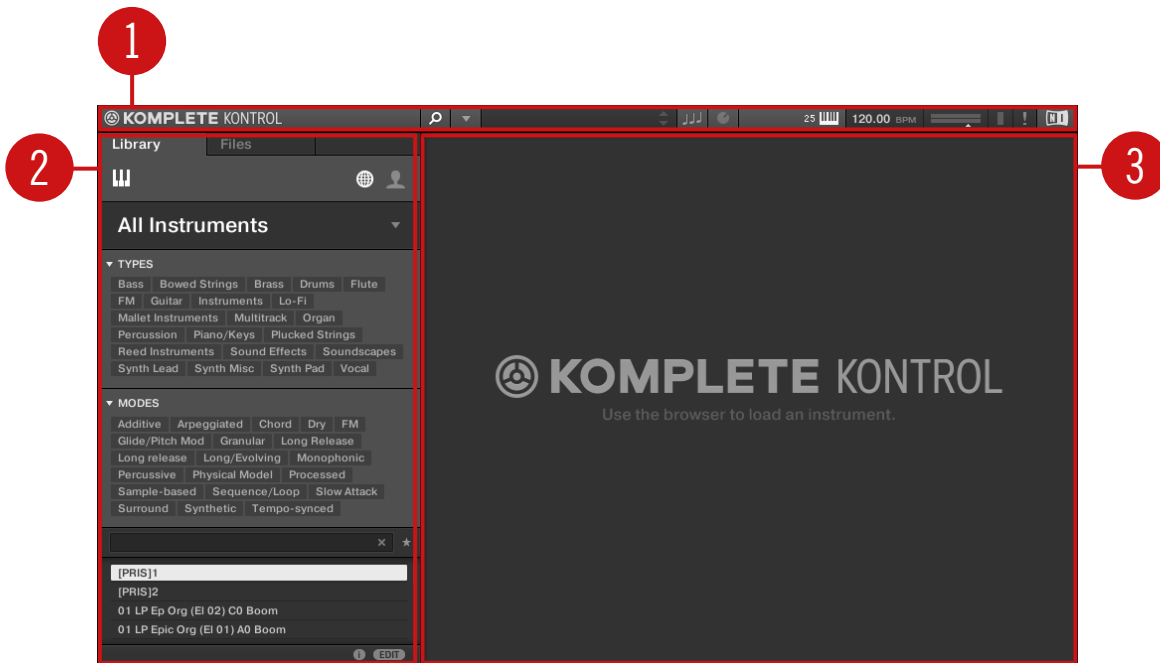 1
KOMPLETE KONTROL
25
120.00 BPM
!
NI
2
3
Library
Files
All Instruments
TYPES
Bass Bowed Strings Brass Drums Flute
FM Guitar Instruments Lo-Fi
Mallet Instruments Multitrack Organ
Percussion Piano/Keys Plucked Strings
Reed Instruments Sound Effects Soundscapes
Synth Lead Synth Misc Synth Pad Vocal
MODES
Additive Arpeggiated Chord Dry FM
Glide/Pitch Mod Granular Long Release
Long release Long/Evolving Monophonic
Percussive Physical Model Processed
Sample-based Sequence/Loop Slow Attack
Surround Synthetic Tempo-synced
[PRIS]1
[PRIS]2
01 LP Ep Org (El 02) C0 Boom
01 LP Epic Org (El 01) A0 Boom
i EDIT
KOMPLETE KONTROL
Use the browser to load an instrument.